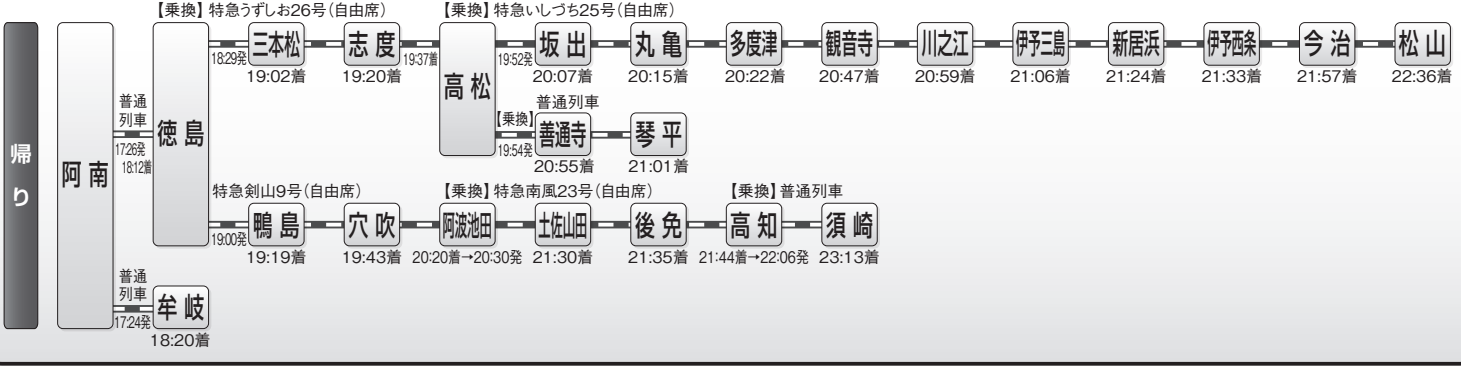 帰り
阿南
普通
列車
17:26発
18:12着
徳島
【乗換】特急うずしお26号(自由席)
18:29発
三本松
19:02着
志度
19:20着
19:37着
高松
【乗換】特急いしづち25号(自由席)
19:52発
坂出
20:07着
丸亀
20:15着
多度津
20:22着
観音寺
20:47着
川之江
20:59着
伊予三島
21:06着
新居浜
21:24着
伊予西条
21:33着
今治
21:57着
松山
22:36着
【乗換】
普通列車
19:54発
善通寺
20:55着
琴平
21:01着
特急剣山9号(自由席)
19:00発
鴨島
19:19着
穴吹
19:43着
【乗換】特急南風23号(自由席)
阿波池田
20:20着→20:30発
土佐山田
21:30着
後免
21:35着
【乗換】普通列車
高知
21:44着→22:06発
須崎
23:13着
普通
列車
17:24発
牟岐
18:20着